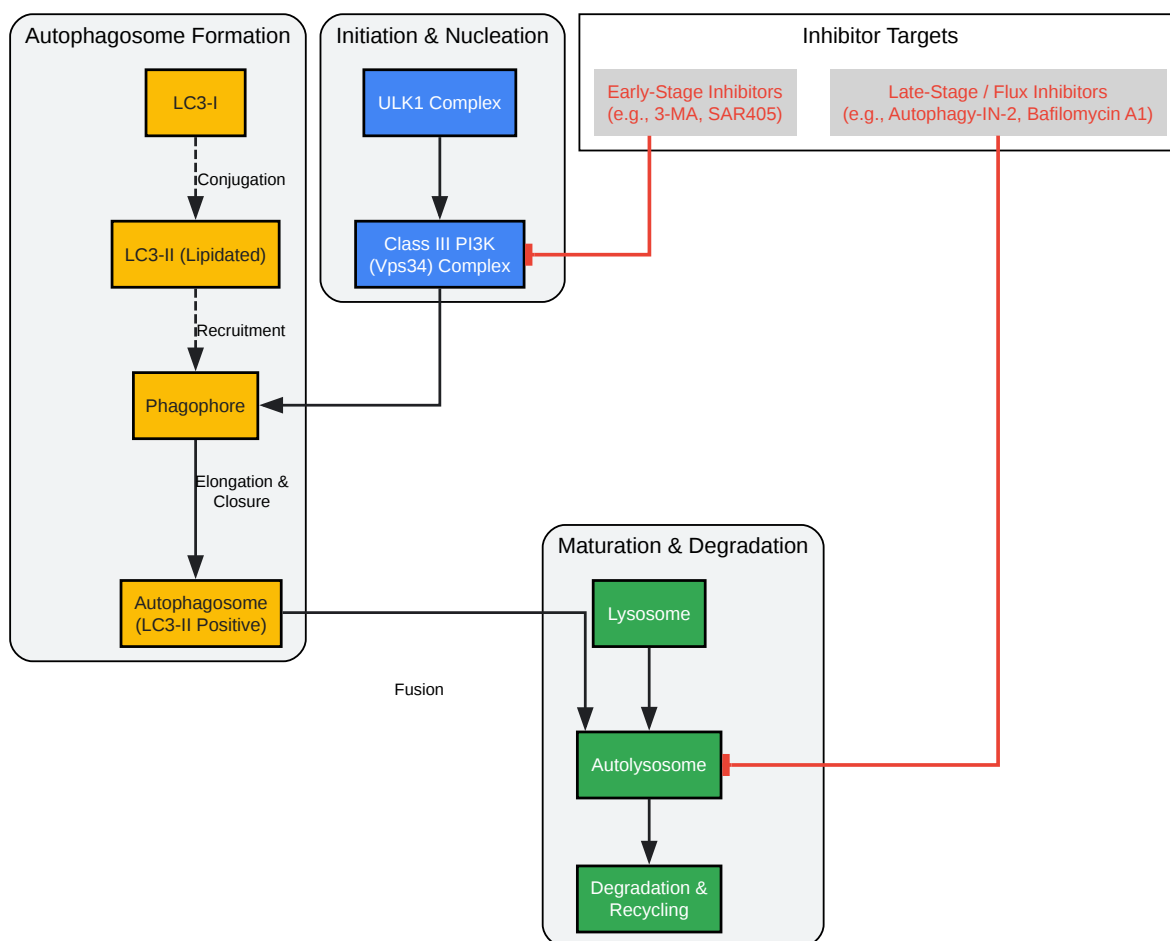 Autophagosome Formation
LC3-I
Conjugation
LC3-II (Lipidated)
Recruitment
Phagophore
Elongation &
Closure
Autophagosome
(LC3-II Positive)
Initiation & Nucleation
ULK1 Complex
Class III PI3K
(Vps34) Complex
Inhibitor Targets
Early-Stage Inhibitors
(e.g., 3-MA, SAR405)
Late-Stage / Flux Inhibitors
(e.g., Autophagy-IN-2, Bafilomycin A1)
Fusion
Maturation & Degradation
Lysosome
Autolysosome
Degradation &
Recycling